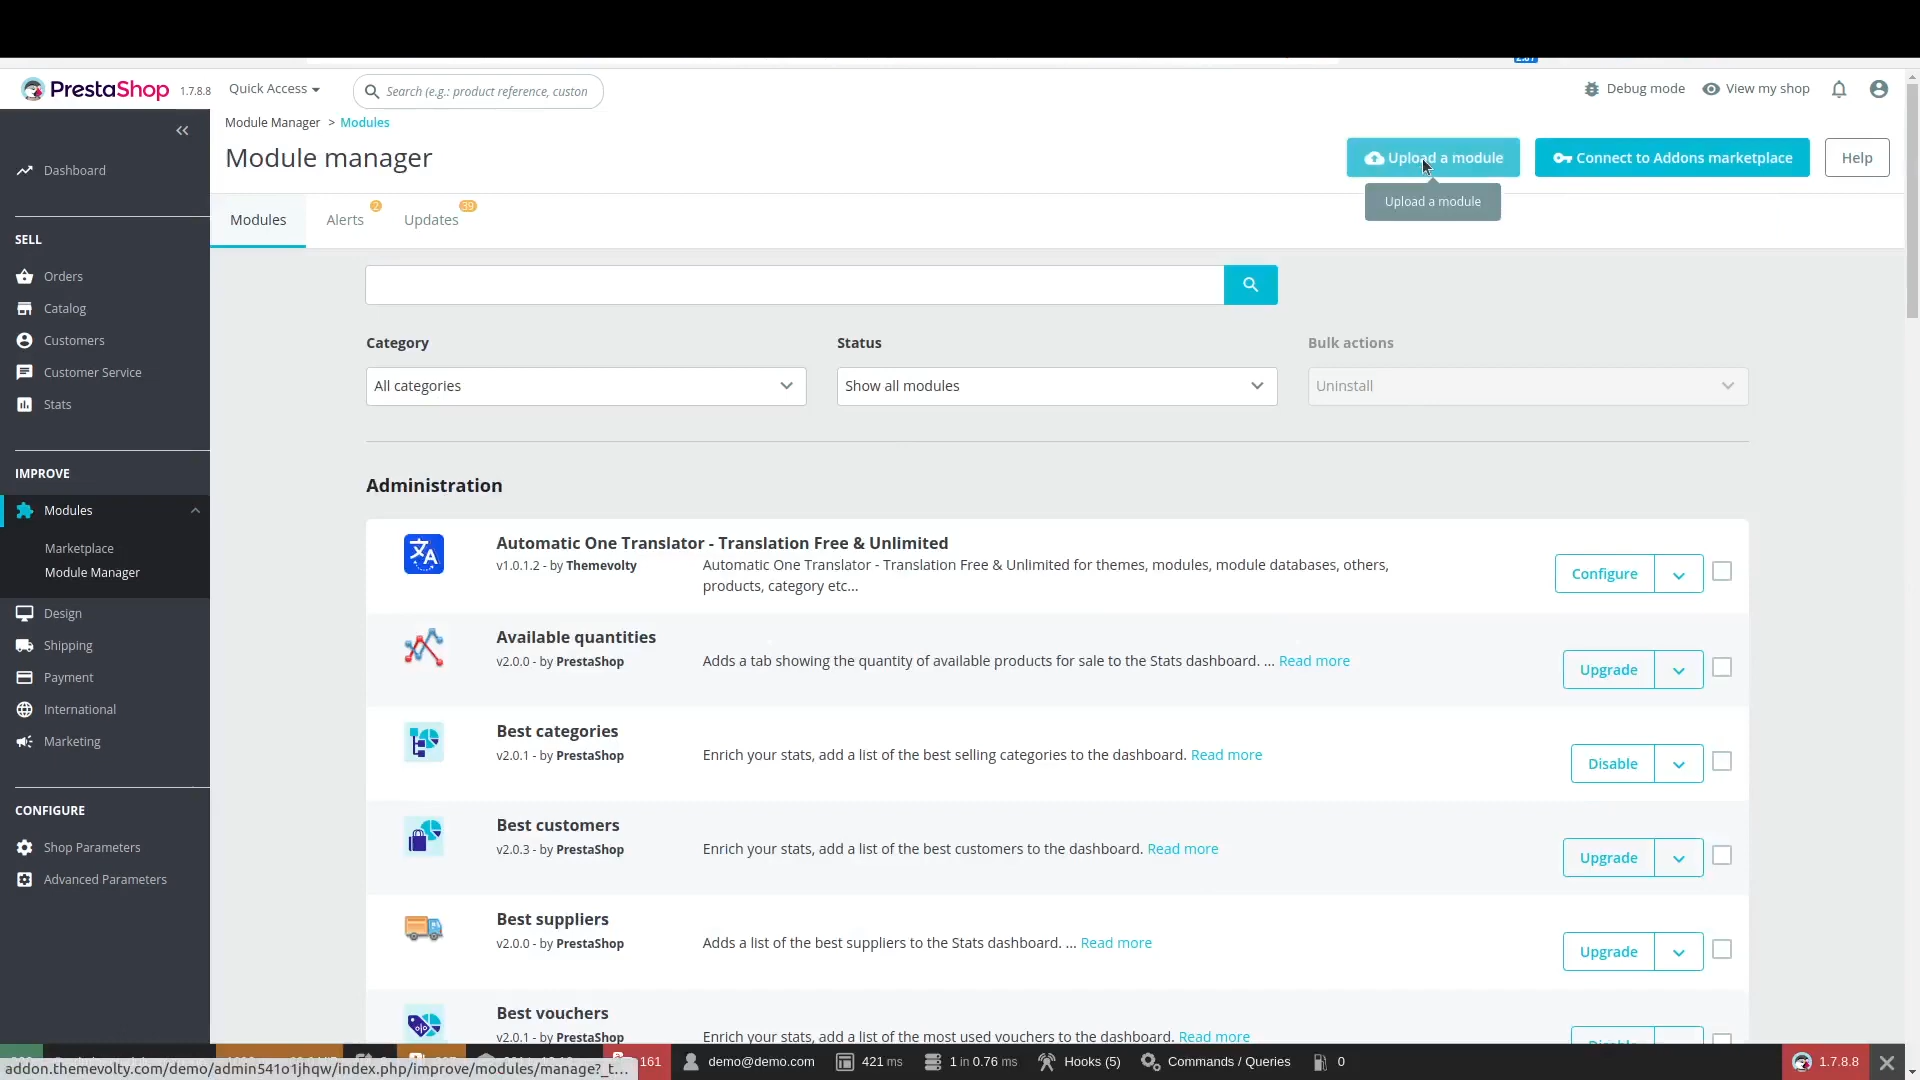 PrestaShop 1.7.8.8
Quick Access
Search (e.g.: product reference, custon
Debug mode
View my shop
Module Manager > Modules
Module manager
Upload a module
Connect to Addons marketplace
Help
Upload a module
Modules
Alerts 2
Updates 39
Dashboard
SELL
Orders
Catalog
Customers
Customer Service
Stats
IMPROVE
Modules
Marketplace
Module Manager
Design
Shipping
Payment
International
Marketing
CONFIGURE
Shop Parameters
Advanced Parameters
Category
Status
Bulk actions
All categories
Show all modules
Uninstall
Administration
Automatic One Translator - Translation Free & Unlimited
v1.0.1.2 - by Themevolty
Automatic One Translator - Translation Free & Unlimited for themes, modules, module databases, others,
products, category etc...
Configure
Available quantities
v2.0.0 - by PrestaShop
Adds a tab showing the quantity of available products for sale to the Stats dashboard. ... Read more
Upgrade
Best categories
v2.0.1 - by PrestaShop
Enrich your stats, add a list of the best selling categories to the dashboard. Read more
Disable
Best customers
v2.0.3 - by PrestaShop
Enrich your stats, add a list of the best customers to the dashboard. Read more
Upgrade
Best suppliers
v2.0.0 - by PrestaShop
Adds a list of the best suppliers to the Stats dashboard. ... Read more
Upgrade
Best vouchers
v2.0.1 - by PrestaShop
Enrich your stats, add a list of the most used vouchers to the dashboard. Read more
Disable
161
demo@demo.com
421 ms
1 in 0.76 ms
Hooks (5)
Commands / Queries
0
1.7.8.8
addon.themevolty.com/demo/admin541o1jhqw/index.php/improve/modules/manage?_t...